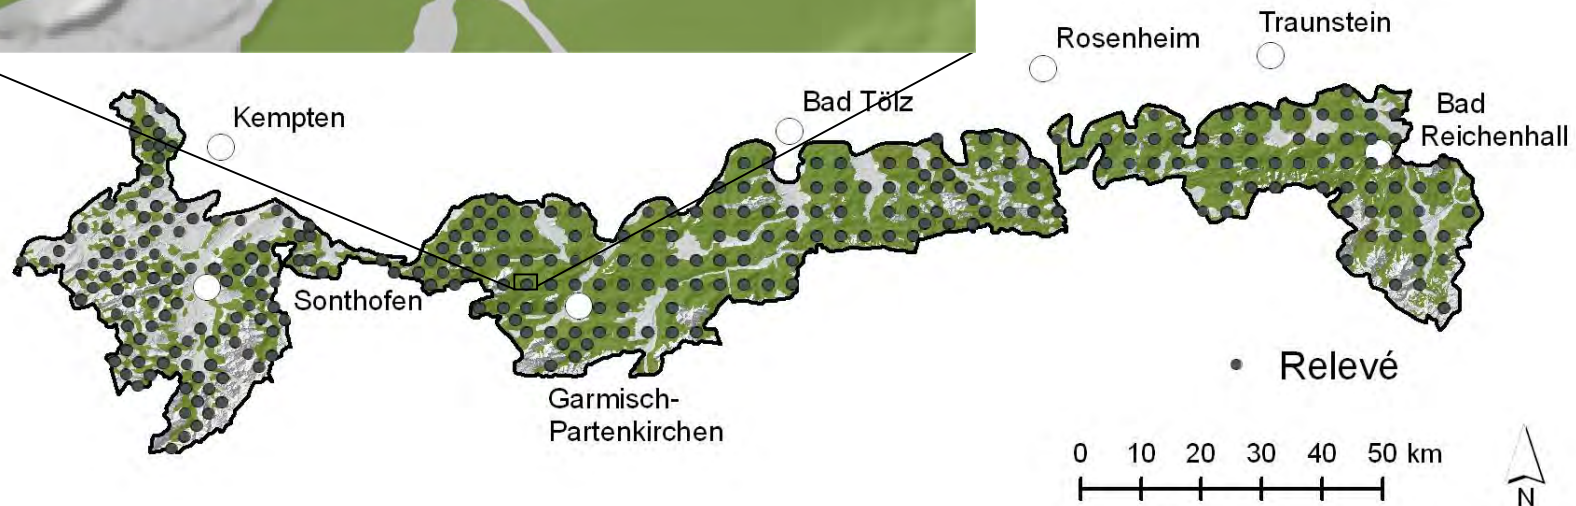 Traunstein
Rosenheim
Bad Tölz
Kempten
Bad
Reichenhall
Sonthofen
Relevé
Garmisch-
Partenkirchen
0 10 20 30 40 50 km
N